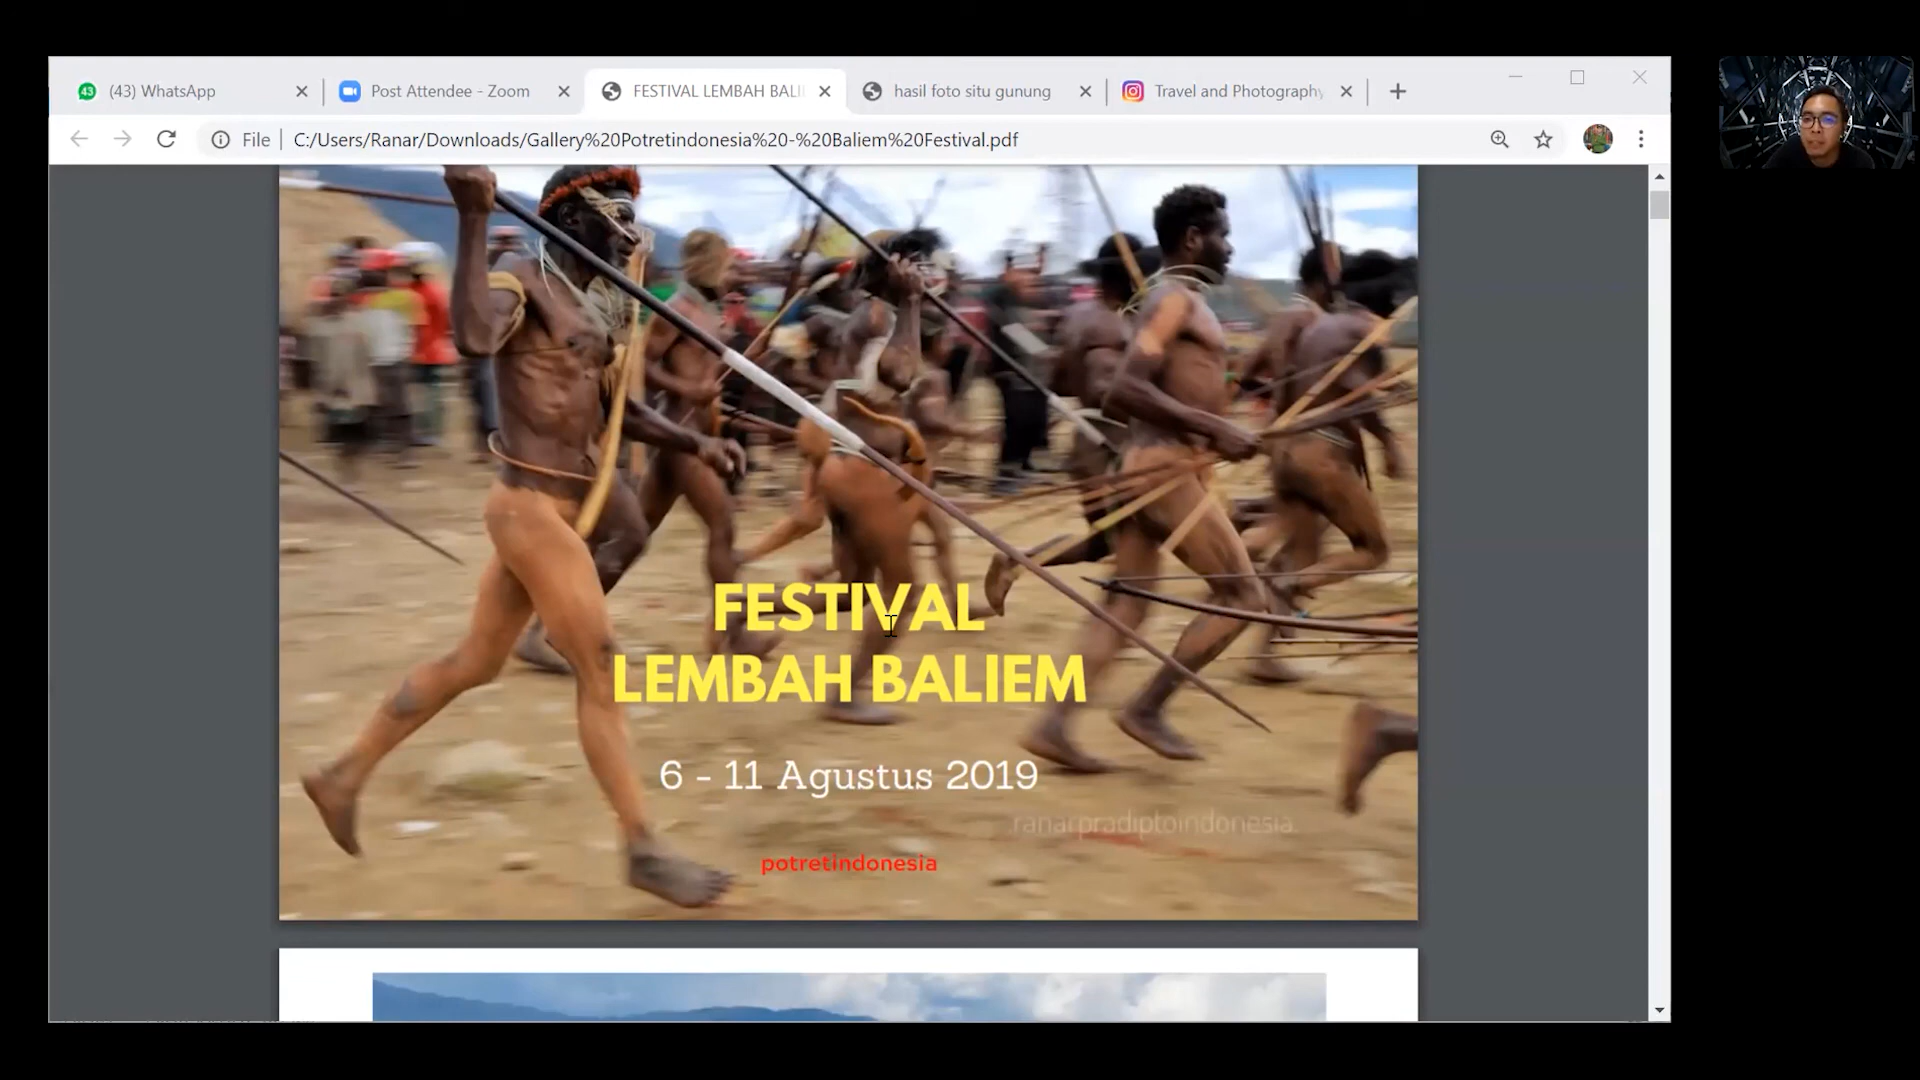 43
(43) WhatsApp
Post Attendee - Zoom
FESTIVAL LEMBAH BALI
hasil foto situ gunung
Travel and Photography
File
C:/Users/Ranar/Downloads/Gallery%20Potretindonesia%20-%20Baliem%20Festival.pdf
FESTIVAL
LEMBAH BALIEM
6 - 11 Agustus 2019
ranarpradiptoindonesia
potretindonesia